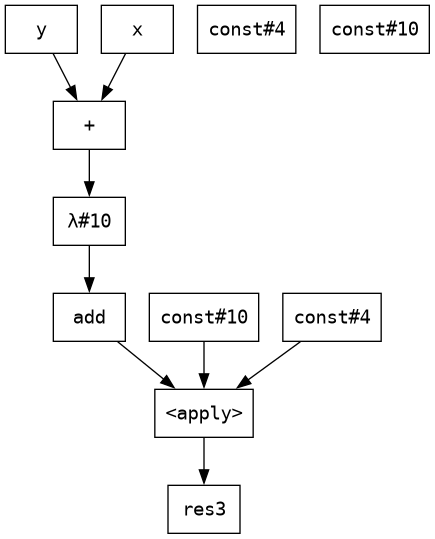 y
x
const#4
const#10
+
λ#10
add
const#10
const#4
<apply>
res3